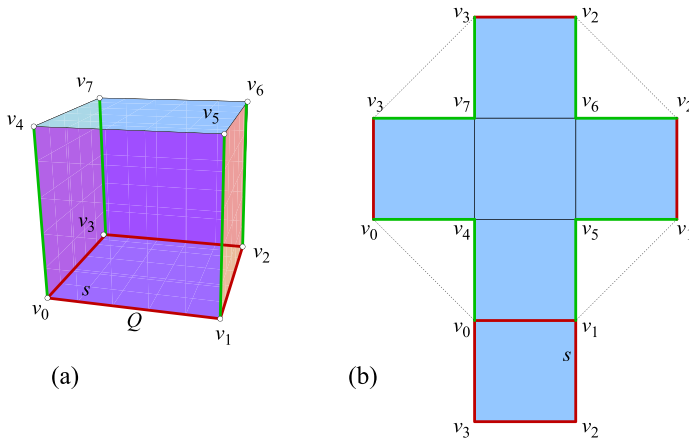 v₇
v₆
v₄
v₅
v₃
v₂
s
v₀
Q
v₁
(a)
v₃ v₂
v₃ v₇ v₆ v₂
v₀ v₄ v₅ v₁
v₀ v₁
s
v₃ v₂
(b)